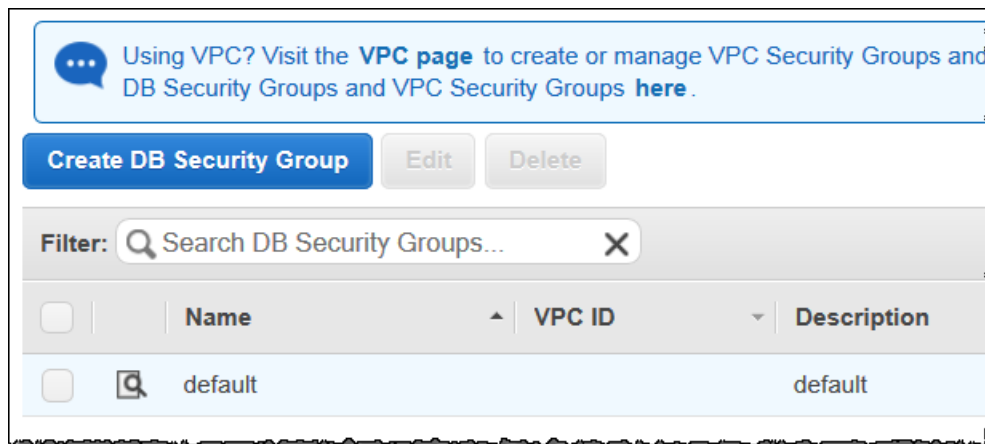 Using VPC? Visit the VPC page to create or manage VPC Security Groups and
DB Security Groups and VPC Security Groups here.
Create DB Security Group Edit Delete
Filter: Search DB Security Groups...
Name VPC ID Description
default default